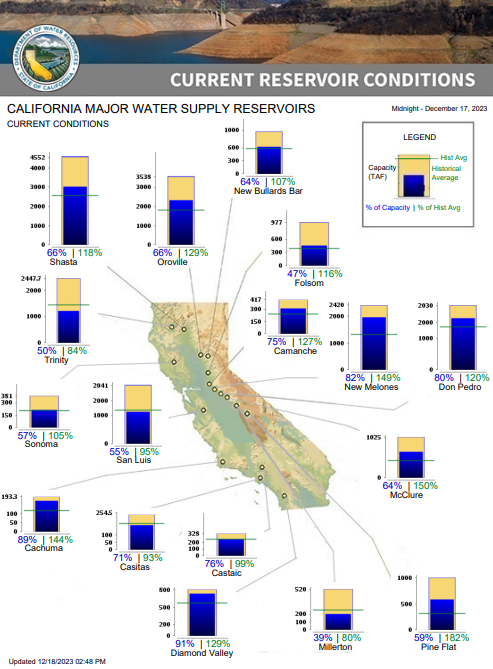 DEPARTMENT OF WATER RESOURCES
STATE OF CALIFORNIA
CURRENT RESERVOIR CONDITIONS
CALIFORNIA MAJOR WATER SUPPLY RESERVOIRS
Midnight - December 17, 2023
CURRENT CONDITIONS
LEGEND
Capacity
(TAF)
Hist Avg
Historical
Average
% of Capacity | % of Hist Avg
4552
4000
3000
2000
1000
0
66% | 118%
Shasta
3538
3000
2000
1000
0
66% | 129%
Oroville
1000
600
300
0
64% | 107%
New Bullards Bar
977
600
300
0
47% | 116%
Folsom
2447.7
2000
1000
0
50% | 84%
Trinity
417
300
150
0
75% | 127%
Camanche
2420
2000
1000
0
82% | 149%
New Melones
2030
1000
0
80% | 120%
Don Pedro
381
300
150
0
57% | 105%
Sonoma
2041
2000
1000
0
55% | 95%
San Luis
1025
0
64% | 150%
McClure
193.3
100
50
0
89% | 144%
Cachuma
254.5
100
50
0
71% | 93%
Casitas
325
200
100
0
76% | 99%
Castaic
800
600
300
0
91% | 129%
Diamond Valley
520
200
100
0
39% | 80%
Millerton
1000
600
300
0
59% | 182%
Pine Flat
Updated 12/18/2023 02:48 PM